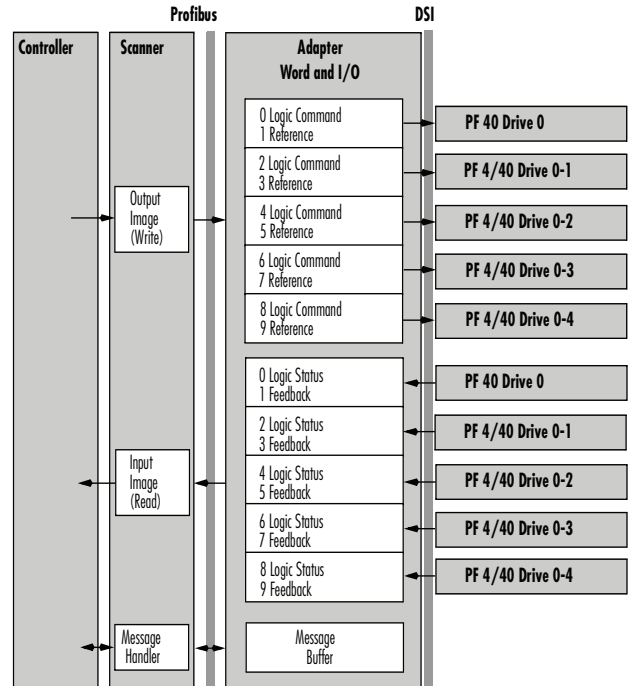 Profibus
DSI
Controller
Scanner
Adapter
Word and I/O
0 Logic Command
1 Reference
PF 40 Drive 0
2 Logic Command
3 Reference
PF 4/40 Drive 0-1
Output
Image
(Write)
4 Logic Command
5 Reference
PF 4/40 Drive 0-2
6 Logic Command
7 Reference
PF 4/40 Drive 0-3
8 Logic Command
9 Reference
PF 4/40 Drive 0-4
0 Logic Status
1 Feedback
PF 40 Drive 0
2 Logic Status
3 Feedback
PF 4/40 Drive 0-1
Input
Image
(Read)
4 Logic Status
5 Feedback
PF 4/40 Drive 0-2
6 Logic Status
7 Feedback
PF 4/40 Drive 0-3
8 Logic Status
9 Feedback
PF 4/40 Drive 0-4
Message
Handler
Message
Buffer